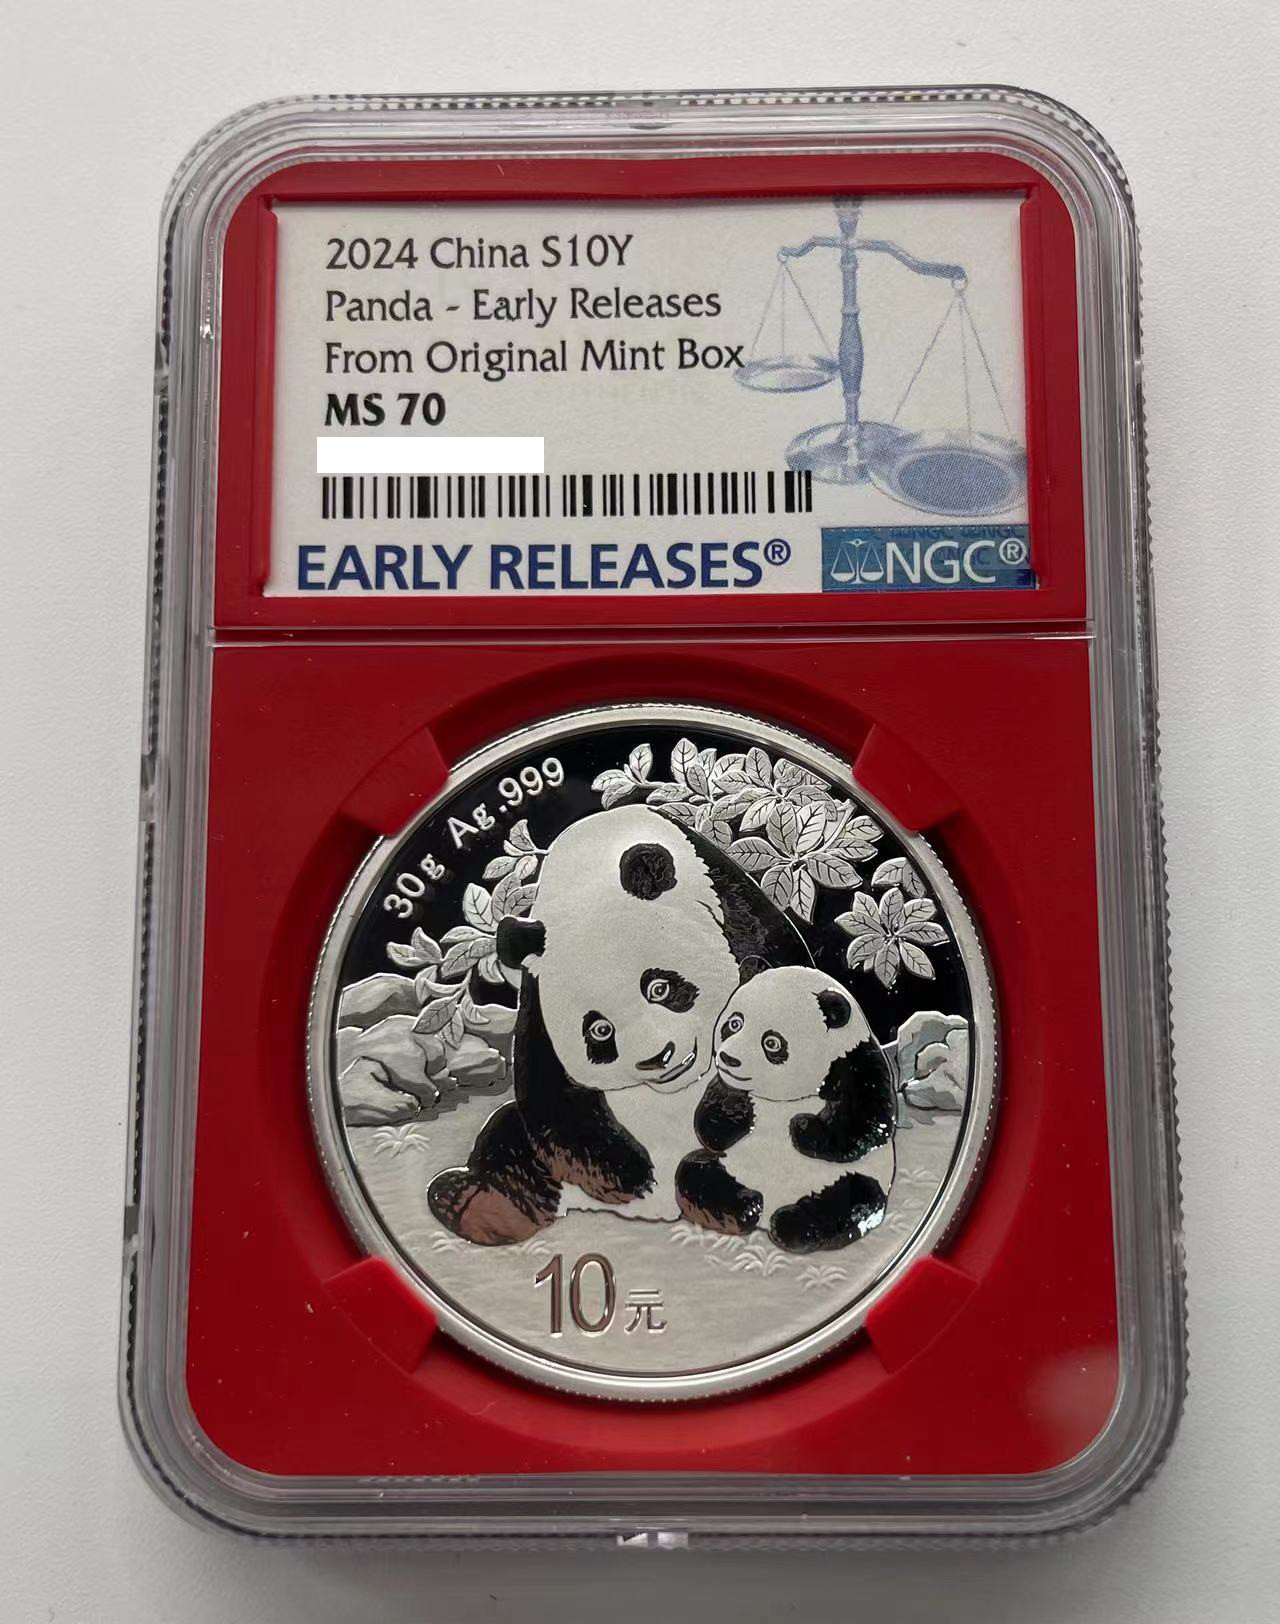 2024 China S10Y
Panda - Early Releases
From Original Mint Box
MS 70
EARLY RELEASES®
NGC®
30g Ag.999
10元